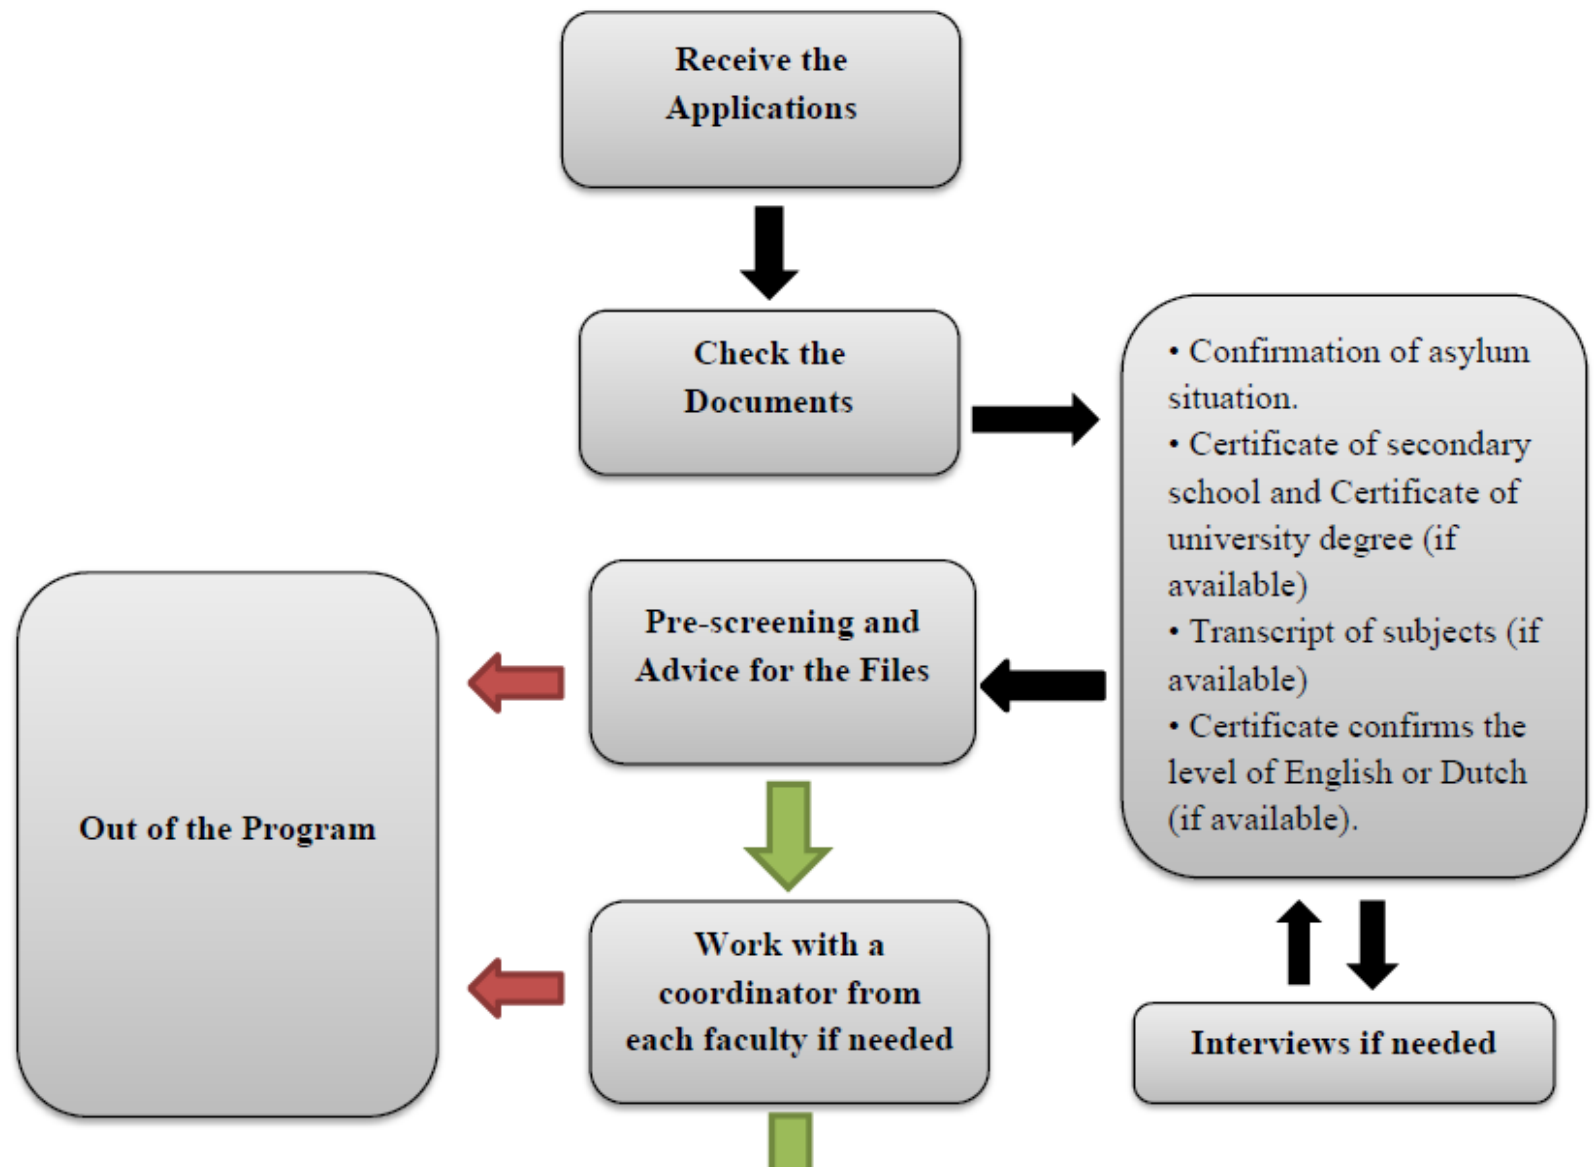 Receive the
Applications
Check the
Documents
• Confirmation of asylum
situation.
• Certificate of secondary
school and Certificate of
university degree (if
available)
• Transcript of subjects (if
available)
• Certificate confirms the
level of English or Dutch
(if available).
Pre-screening and
Advice for the Files
Out of the Program
Work with a
coordinator from
each faculty if needed
Interviews if needed